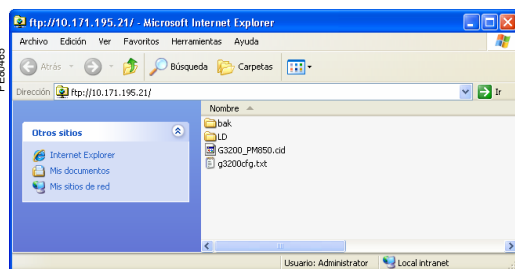 ftp://10.171.195.21/ - Microsoft Internet Explorer
Archivo Edición Ver Favoritos Herramientas Ayuda
Atrás Búsqueda Carpetas
Dirección ftp://10.171.195.21/ Ir
Nombre
Otros sitios
Internet Explorer
Mis documentos
Mis sitios de red
bak
LD
G3200_PM850.cid
g3200cfg.txt
Usuario: Administrator Local intranet
PE80465